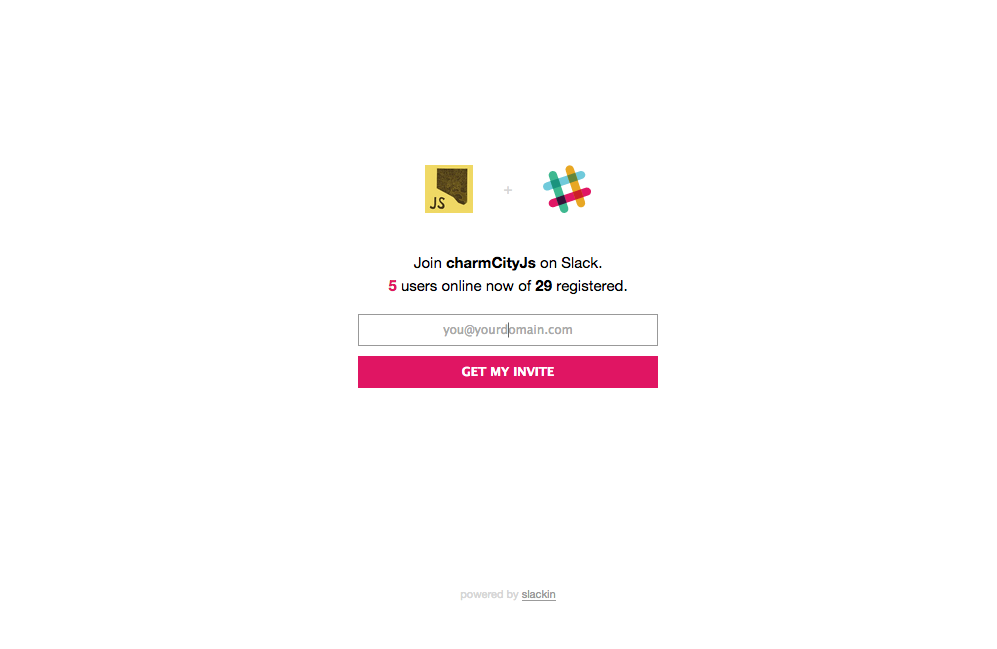 JS
+
Join charmCityJs on Slack.
5 users online now of 29 registered.
you@yourdomain.com
GET MY INVITE
powered by slackin